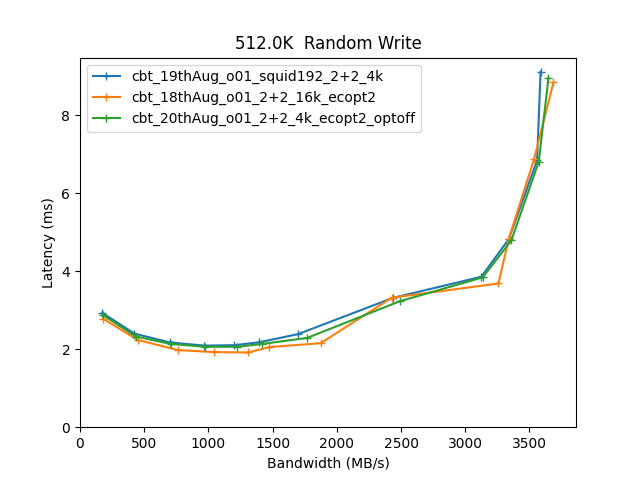 512.0K  Random Write
cbt_19thAug_o01_squid192_2+2_4k
cbt_18thAug_o01_2+2_16k_ecopt2
cbt_20thAug_o01_2+2_4k_ecopt2_optoff
8
6
4
2
0
Latency (ms)
0 500 1000 1500 2000 2500 3000 3500
Bandwidth (MB/s)